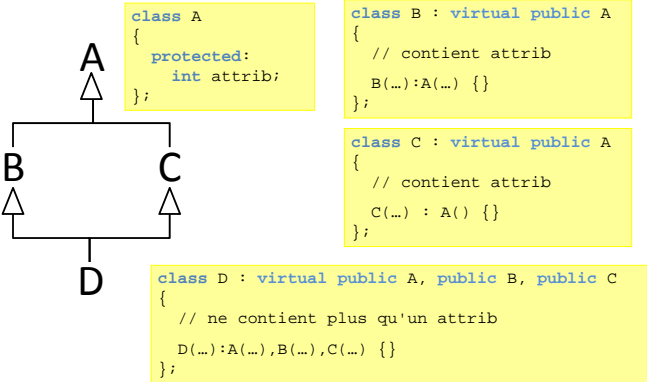 class A
{
protected:
int attrib;
};
class B : virtual public A
{
// contient attrib
B(…):A(…) {}
};
class C : virtual public A
{
// contient attrib
C(…) : A() {}
};
A
B
C
D
class D : virtual public A, public B, public C
{
// ne contient plus qu'un attrib
D(…):A(…),B(…),C(…) {}
};